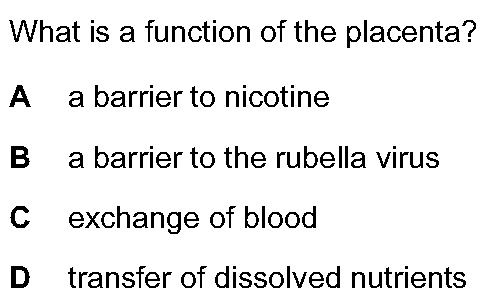 What is a function of the placenta?
A a barrier to nicotine
B a barrier to the rubella virus
C exchange of blood
D transfer of dissolved nutrients